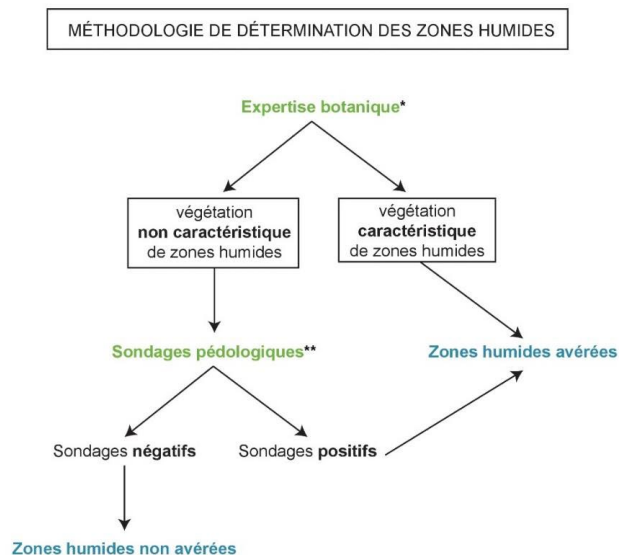 MÉTHODOLOGIE DE DÉTERMINATION DES ZONES HUMIDES
Expertise botanique*
végétation
non caractéristique
de zones humides
végétation
caractéristique
de zones humides
Sondages pédologiques**
Zones humides avérées
Sondages négatifs
Sondages positifs
Zones humides non avérées